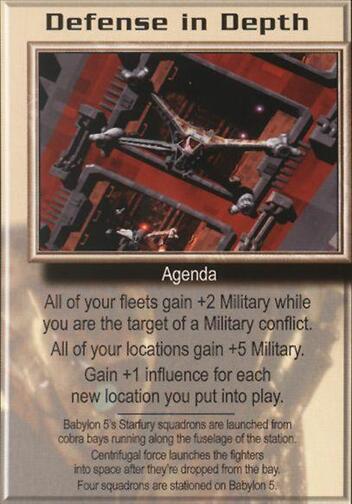 Defense in Depth
Agenda
All of your fleets gain +2 Military while
you are the target of a Military conflict.
All of your locations gain +5 Military.
Gain +1 influence for each
new location you put into play.
Babylon 5's Starfury squadrons are launched from
cobra bays running along the fuselage of the station.
Centrifugal force launches the fighters
into space after they're dropped from the bay.
Four squadrons are stationed on Babylon 5.